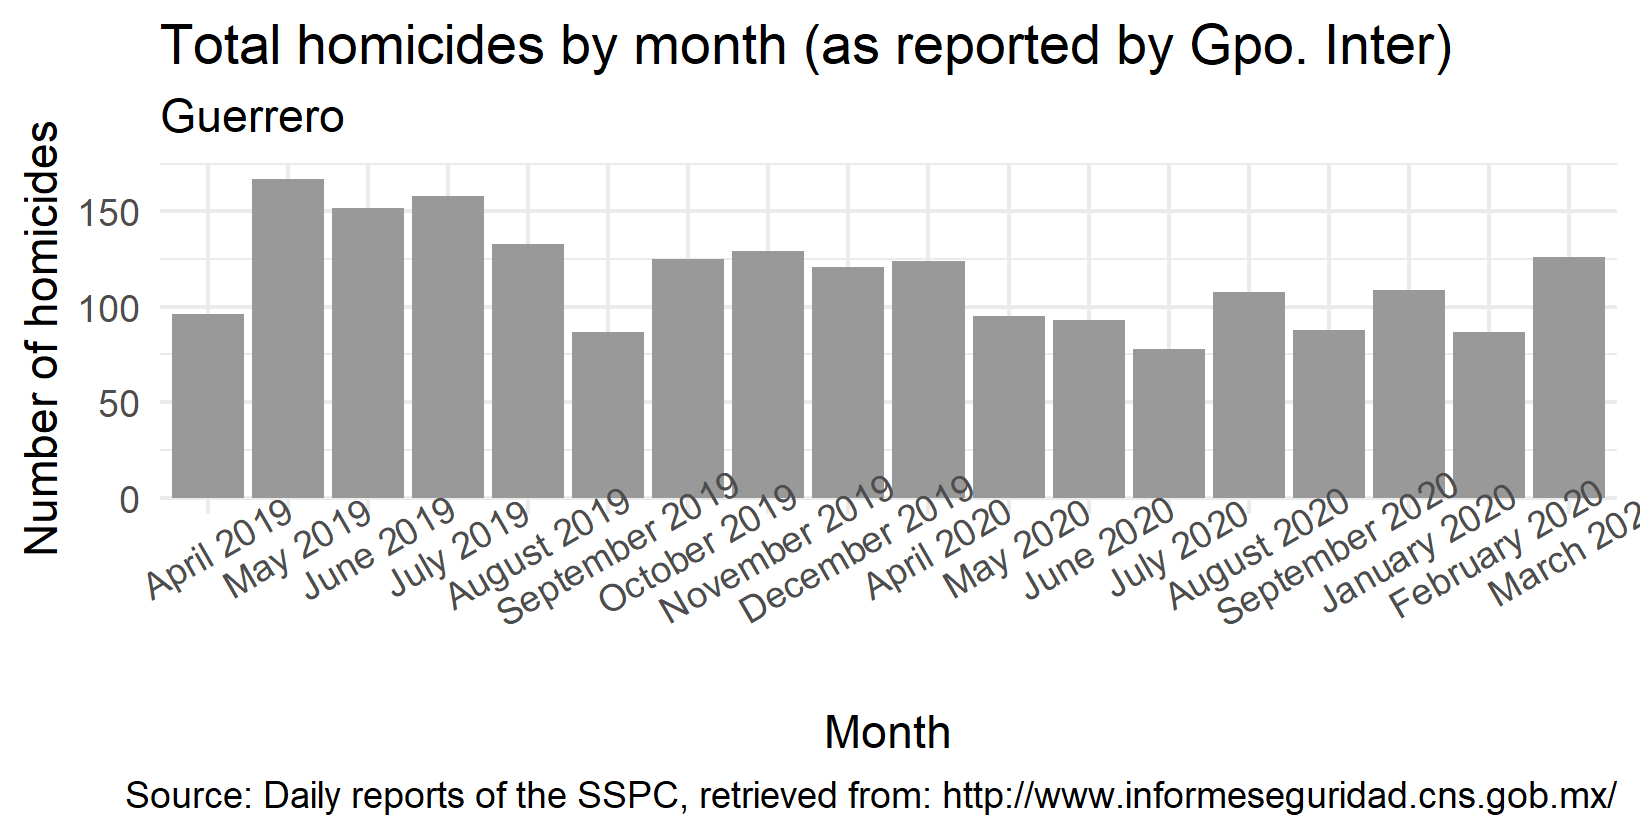 Total homicides by month (as reported by Gpo. Inter)
Guerrero
Number of homicides
150
100
50
0
April 2019
May 2019
June 2019
July 2019
August 2019
September 2019
October 2019
November 2019
December 2019
April 2020
May 2020
June 2020
July 2020
August 2020
September 2020
January 2020
February 2020
March 202
Month
Source: Daily reports of the SSPC, retrieved from: http://www.informeseguridad.cns.gob.mx/